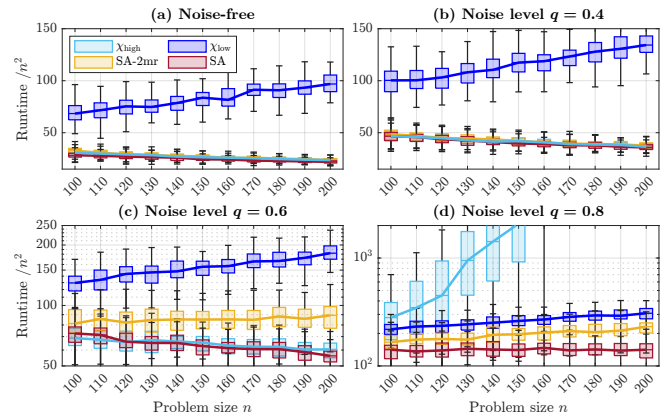 (a) Noise-free
(b) Noise level q = 0.4
χhigh
χlow
SA-2mr
SA
Runtime /n²
150
100
50
100 110 120 130 140 150 160 170 180 190 200
150
100
50
100 110 120 130 140 150 160 170 180 190 200
(c) Noise level q = 0.6
(d) Noise level q = 0.8
Runtime /n²
250
200
150
100
50
100 110 120 130 140 150 160 170 180 190 200
Problem size n
10³
10²
100 110 120 130 140 150 160 170 180 190 200
Problem size n